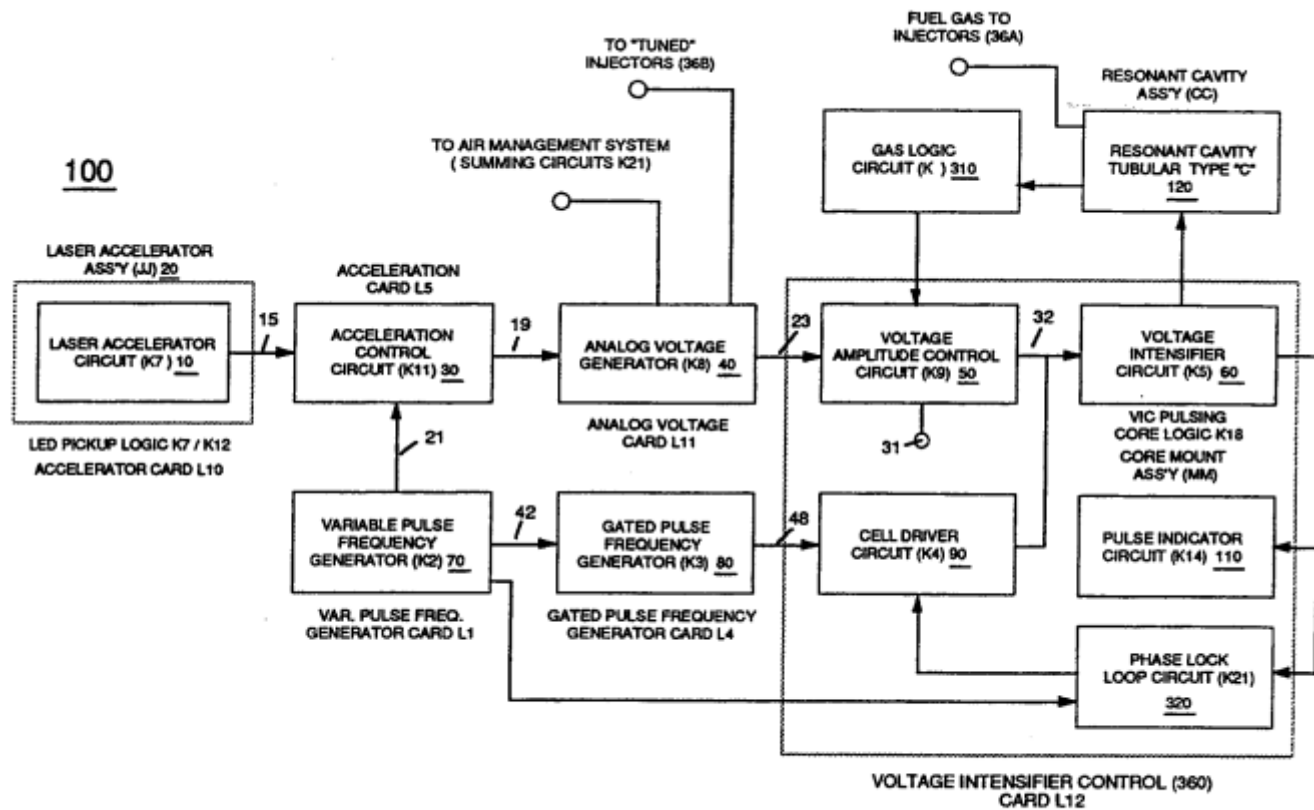 FUEL GAS TO
INJECTORS (36A)
TO "TUNED"
INJECTORS (36B)
RESONANT CAVITY
ASS'Y (CC)
TO AIR MANAGEMENT SYSTEM
( SUMMING CIRCUITS K21)
GAS LOGIC
CIRCUIT (K ) 310
RESONANT CAVITY
TUBULAR TYPE "C"
120
100
LASER ACCELERATOR
ASS'Y (JJ) 20
ACCELERATION
CARD L5
LASER ACCELERATOR
CIRCUIT (K7 ) 10
15
ACCELERATION
CONTROL
CIRCUIT (K11) 30
19
ANALOG VOLTAGE
GENERATOR (K8) 40
23
VOLTAGE
AMPLITUDE CONTROL
CIRCUIT (K9) 50
32
VOLTAGE
INTENSIFIER
CIRCUIT (K5) 60
LED PICKUP LOGIC K7 / K12
ACCELERATOR CARD L10
21
ANALOG VOLTAGE
CARD L11
31
VIC PULSING
CORE LOGIC K18
CORE MOUNT
ASS'Y (MM)
VARIABLE PULSE
FREQUENCY
GENERATOR (K2) 70
42
GATED PULSE
FREQUENCY
GENERATOR (K3) 80
48
CELL DRIVER
CIRCUIT (K4) 90
PULSE INDICATOR
CIRCUIT (K14) 110
VAR. PULSE FREQ.
GENERATOR CARD L1
GATED PULSE FREQUENCY
GENERATOR CARD L4
PHASE LOCK
LOOP CIRCUIT (K21)
320
VOLTAGE INTENSIFIER CONTROL (360)
CARD L12